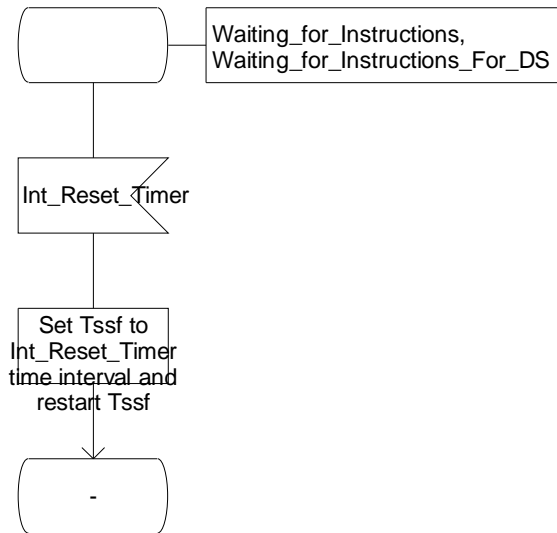 Waiting_for_Instructions,
Waiting_for_Instructions_For_DS
Int_Reset_Timer
Set Tssf to
Int_Reset_Timer
time interval and
restart Tssf
-